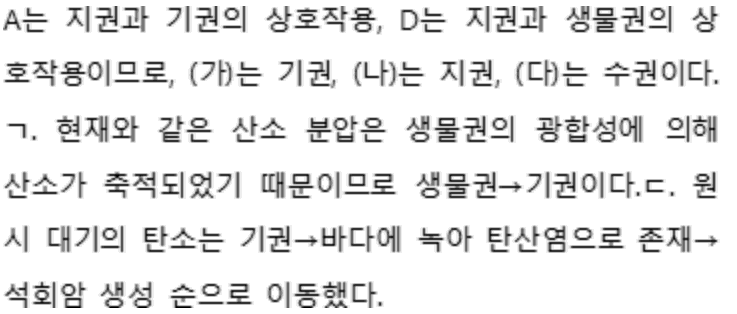 A는 지권과 기권의 상호작용, D는 지권과 생물권의 상
호작용이므로, (가)는 기권, (나)는 지권, (다)는 수권이다.
ㄱ. 현재와 같은 산소 분압은 생물권의 광합성에 의해
산소가 축적되었기 때문이므로 생물권→기권이다.ㄷ. 원
시 대기의 탄소는 기권→바다에 녹아 탄산염으로 존재→
석회암 생성 순으로 이동했다.